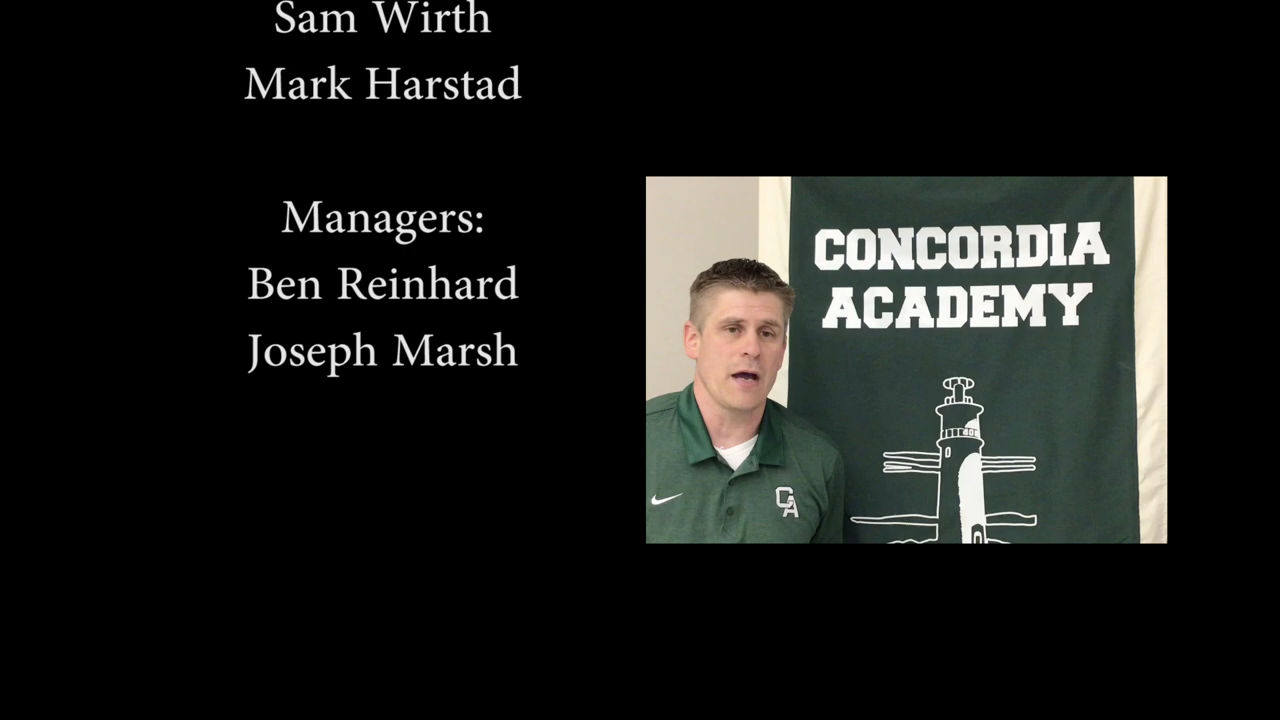 Sam Wirth
Mark Harstad
Managers:
Ben Reinhard
Joseph Marsh
CONCORDIA
ACADEMY
CA